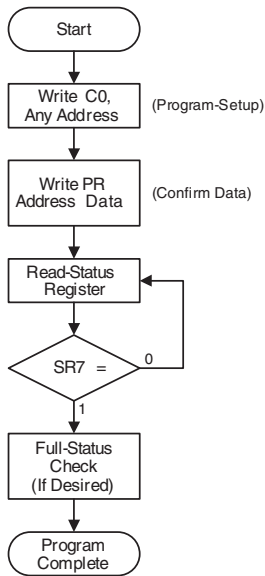 Start
Write C0,
Any Address
(Program-Setup)
Write PR
Address Data
(Confirm Data)
Read-Status
Register
SR7 =
0
1
Full-Status
Check
(If Desired)
Program
Complete